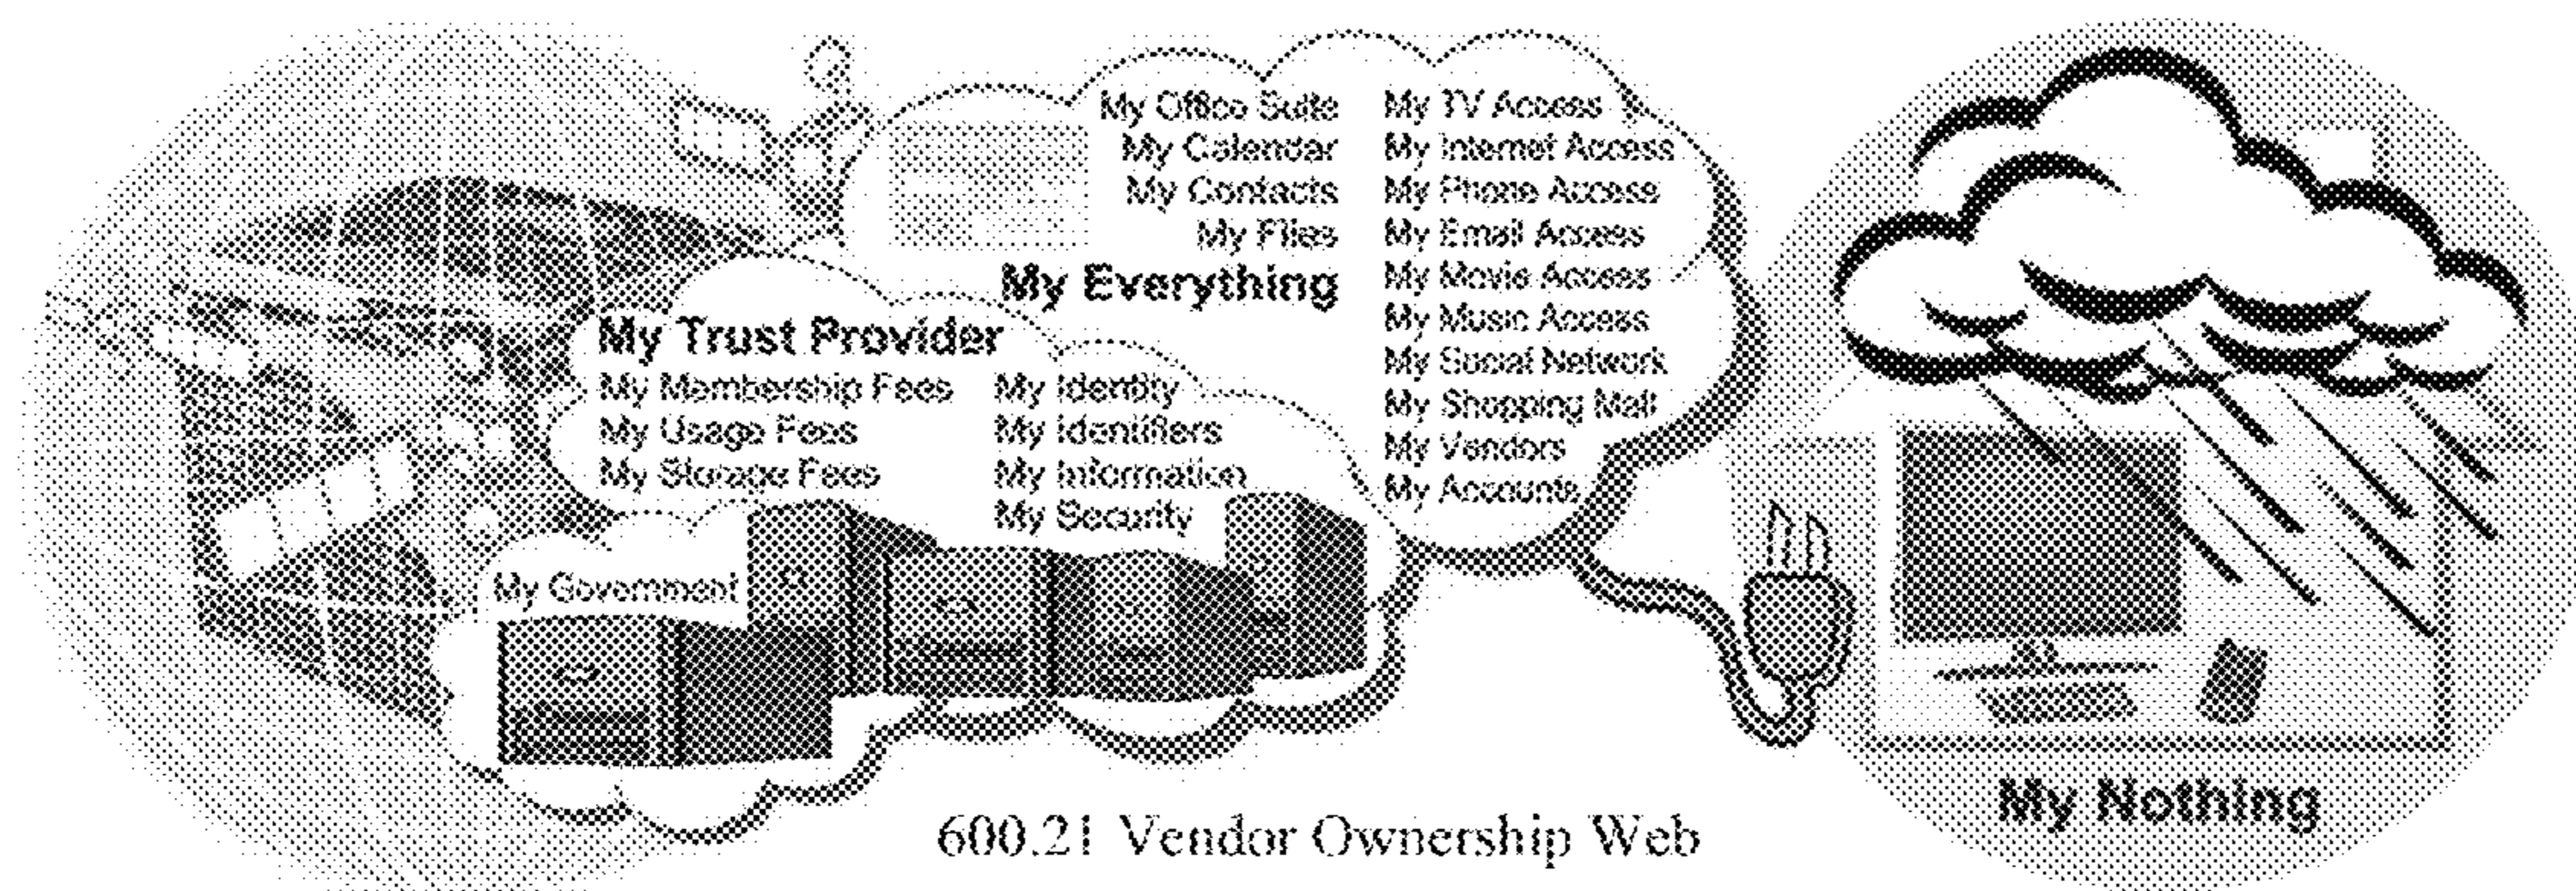 My Office Suite
My Calendar
My Contacts
My Files
My Everything
My TV Access
My Internet Access
My Phone Access
My Email Access
My Movie Access
My Music Access
My Social Network
My Shopping Mall
My Vendors
My Accounts
My Trust Provider
My Membership Fees
My Usage Fees
My Storage Fees
My Identity
My Identifiers
My Information
My Security
My Government
My Nothing
600.21 Vendor Ownership Web